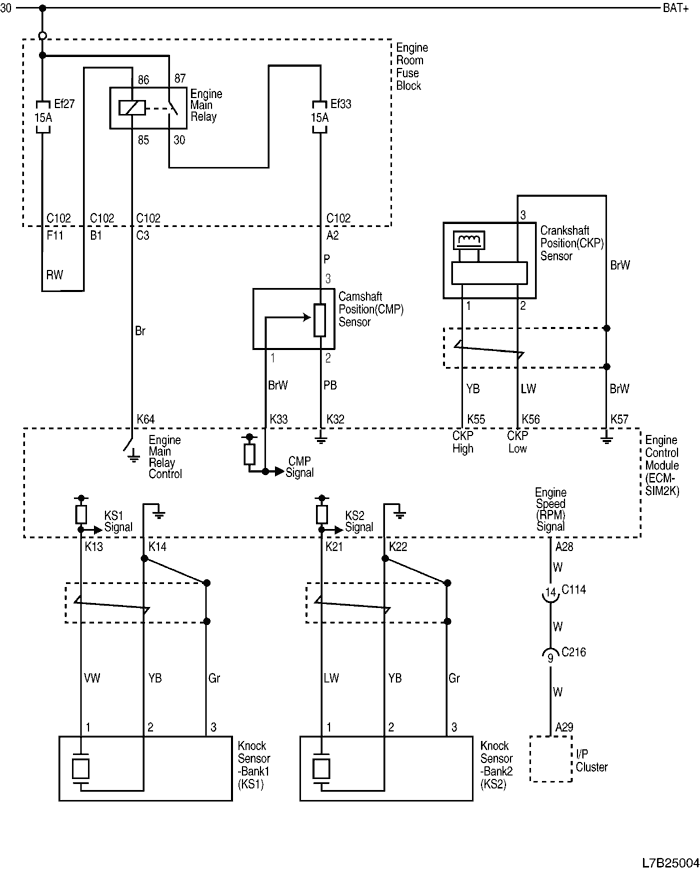 30
BAT+
Engine
Room
Fuse
Block
86
87
Engine
Main
Relay
Ef27
15A
Ef33
15A
85
30
C102
C102
C102
C102
F11
B1
C3
A2
RW
P
3
3
Crankshaft
Position(CKP)
Sensor
BrW
Camshaft
Position(CMP)
Sensor
1
2
Br
1
2
BrW
PB
YB
LW
BrW
K64
K33
K32
K55
K56
K57
Engine
Main
Relay
Control
CMP
Signal
CKP
High
CKP
Low
Engine
Control
Module
(ECM-
SIM2K)
KS1
Signal
KS2
Signal
Engine
Speed
(RPM)
Signal
K13
K14
K21
K22
A28
W
14
C114
W
9
C216
W
VW
YB
Gr
LW
YB
Gr
1
2
3
1
2
3
A29
Knock
Sensor
-Bank1
(KS1)
Knock
Sensor
-Bank2
(KS2)
I/P
Cluster
L7B25004